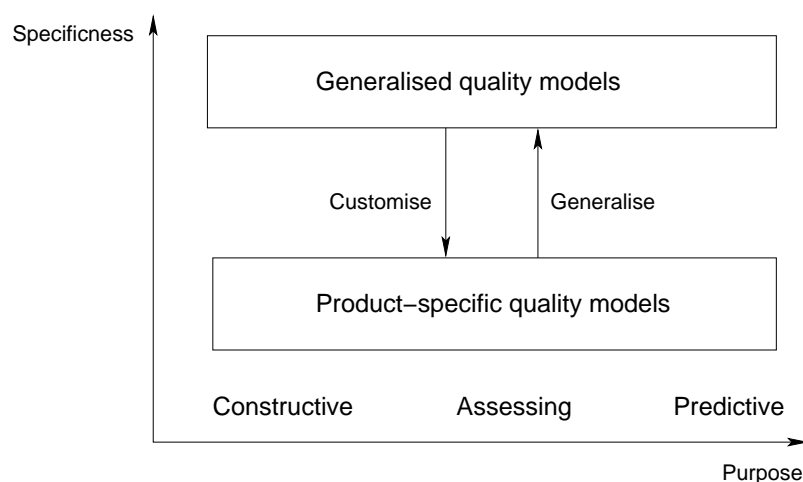 Specificness
Generalised quality models
Customise
Generalise
Product−specific quality models
Constructive
Assessing
Predictive
Purpose